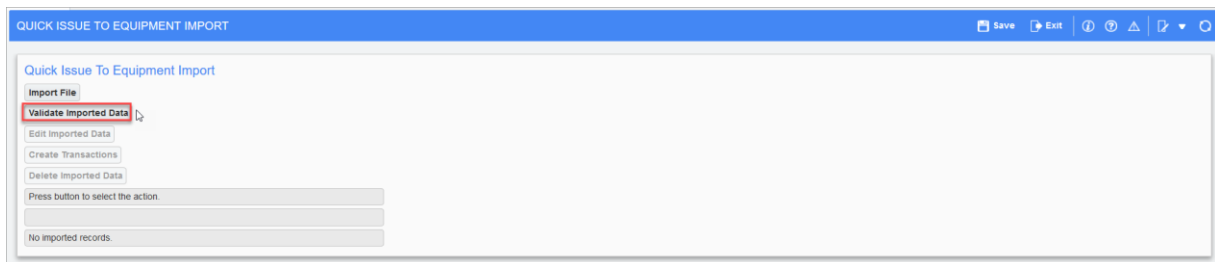 QUICK ISSUE TO EQUIPMENT IMPORT Save Exit
Quick Issue To Equipment Import
Import File
Validate Imported Data
Edit Imported Data
Create Transactions
Delete Imported Data
Press button to select the action.
No imported records.